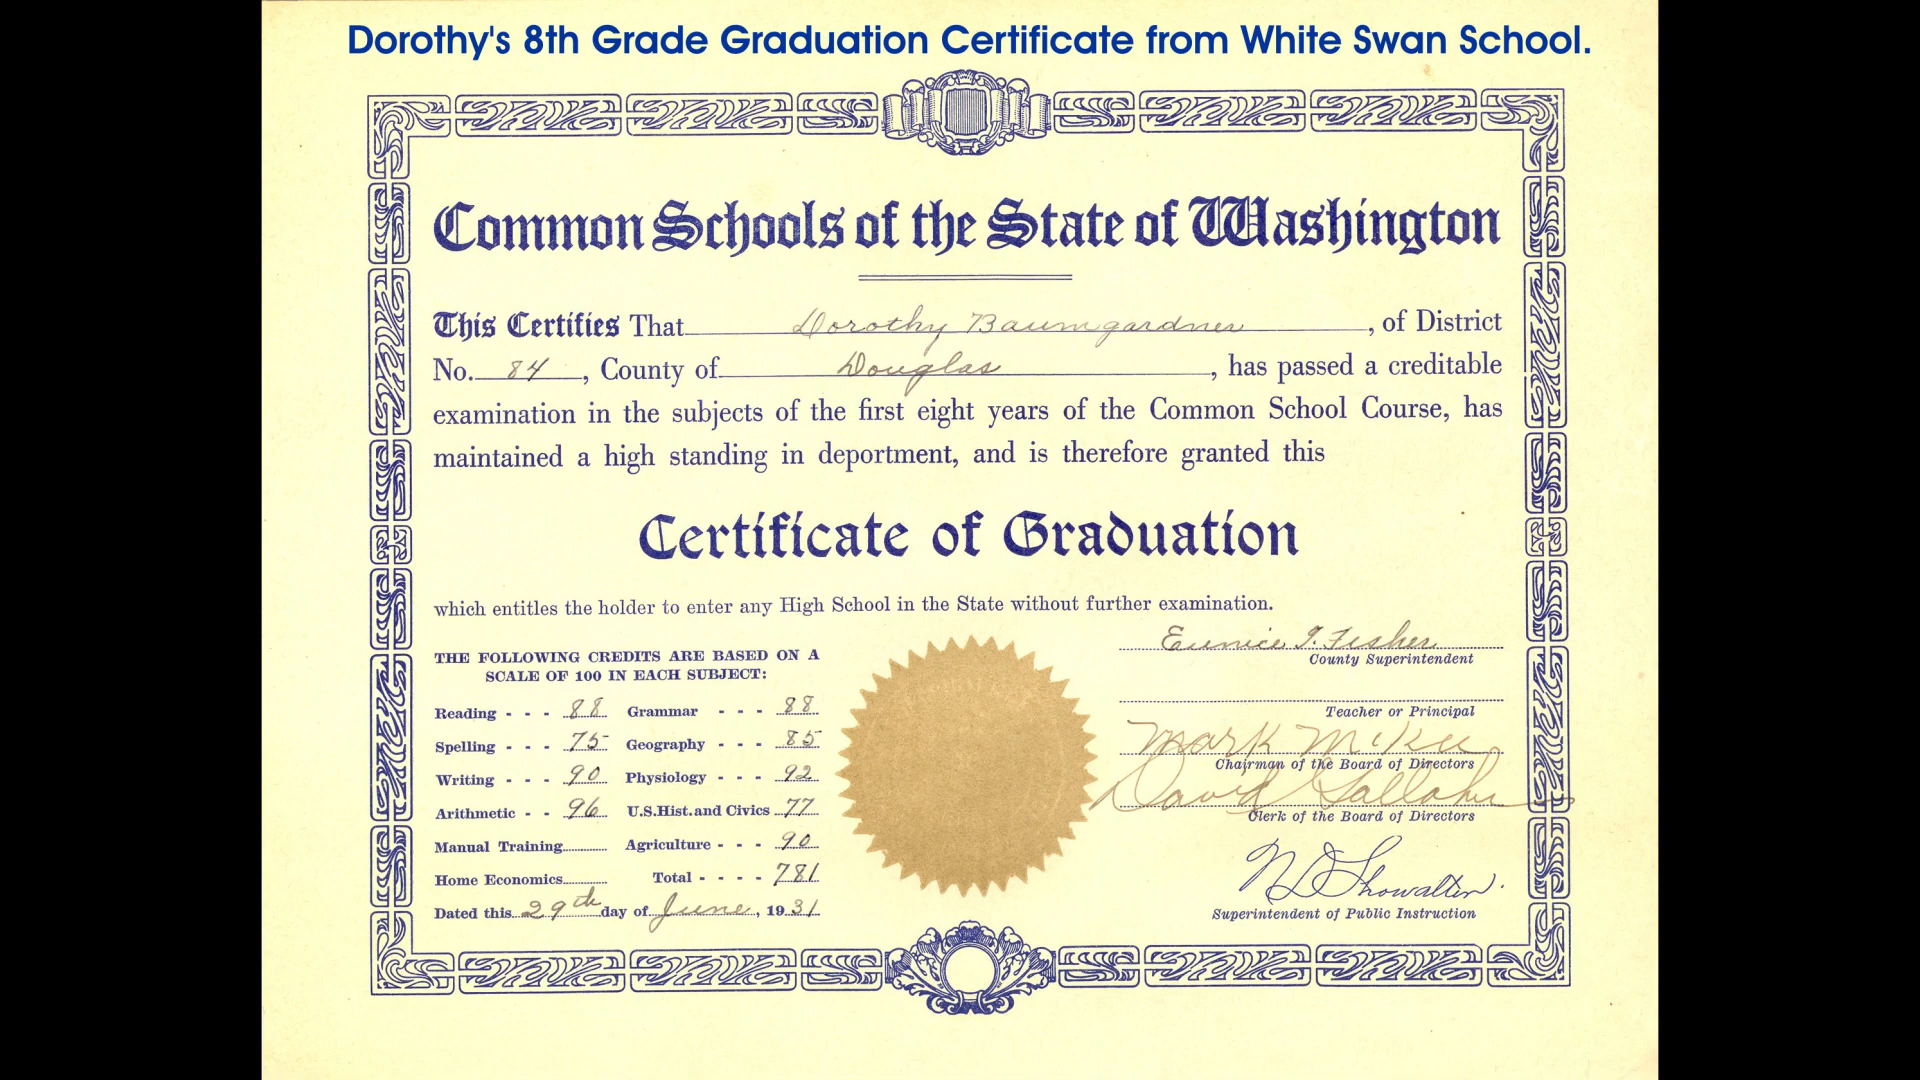 Dorothy's 8th Grade Graduation Certificate from White Swan School.
Common Schools of the State of Washington
This Certifies That Dorothy Baumgardner, of District
No. 84, County of Douglas, has passed a creditable
examination in the subjects of the first eight years of the Common School Course, has
maintained a high standing in deportment, and is therefore granted this
Certificate of Graduation
which entitles the holder to enter any High School in the State without further examination.
THE FOLLOWING CREDITS ARE BASED ON A
SCALE OF 100 IN EACH SUBJECT:
Reading - - - 88 Grammar - - - 88
Spelling - - - 75 Geography - - - 85
Writing - - - 90 Physiology - - - 92
Arithmetic - - 96 U.S.Hist.and Civics 77
Manual Training Agriculture - - - 90
Home Economics Total - - - - 781
Dated this 29th day of June, 1931
Eunice I. Fisher
County Superintendent
Teacher or Principal
Mark McKee
Chairman of the Board of Directors
David
Clerk of the Board of Directors
N D Showalter.
Superintendent of Public Instruction